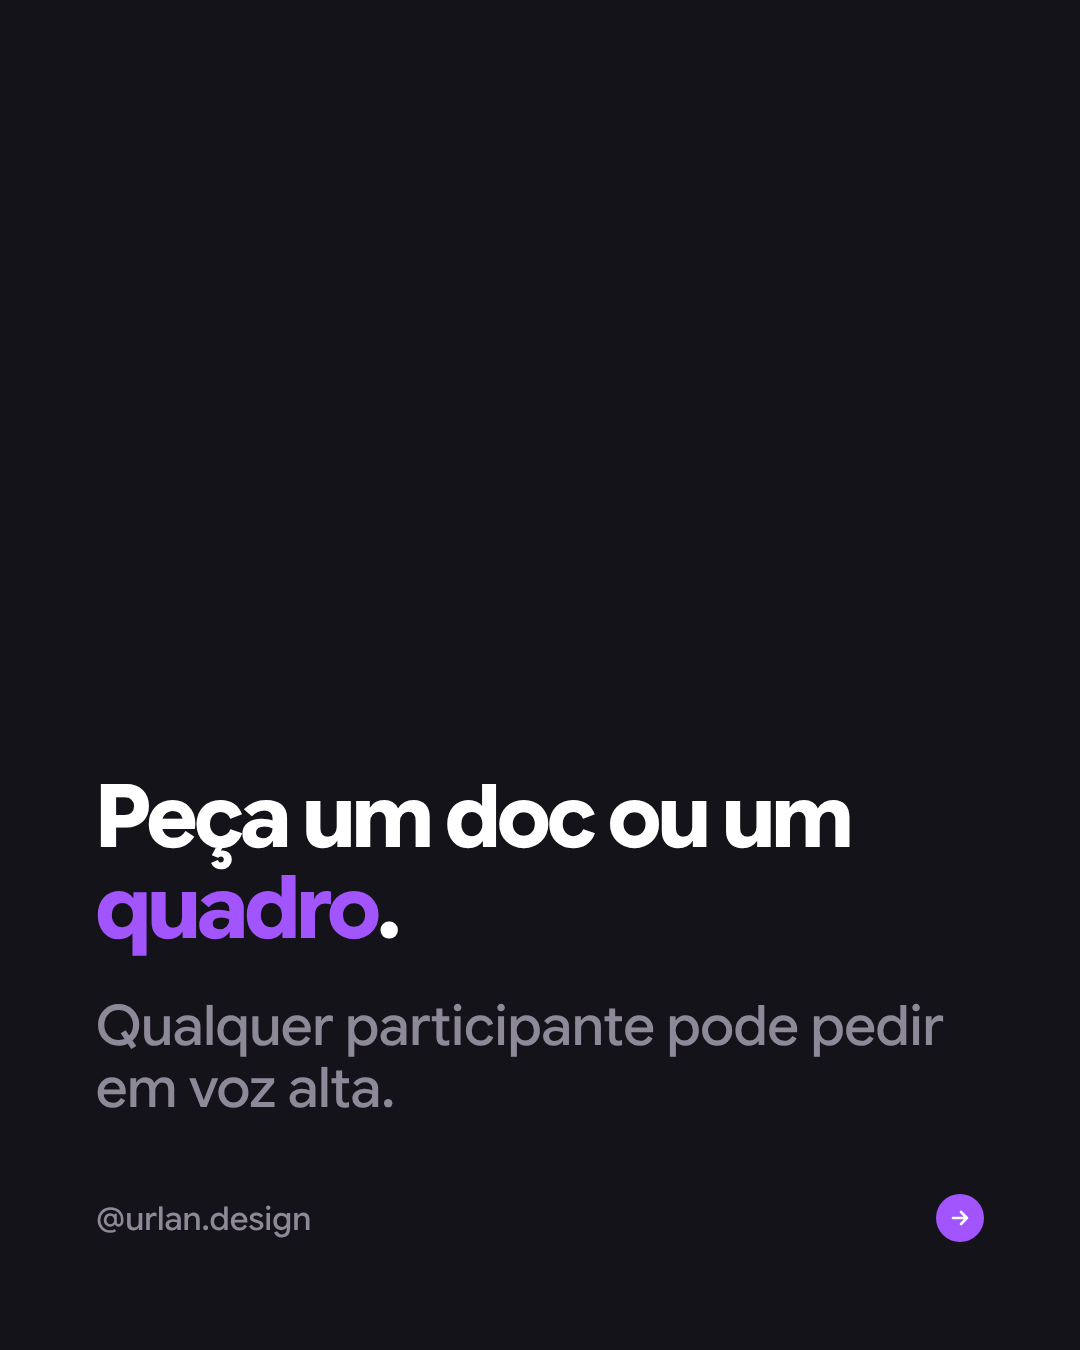 Peça um doc ou um
quadro.
Qualquer participante pode pedir
em voz alta.
@urlan.design